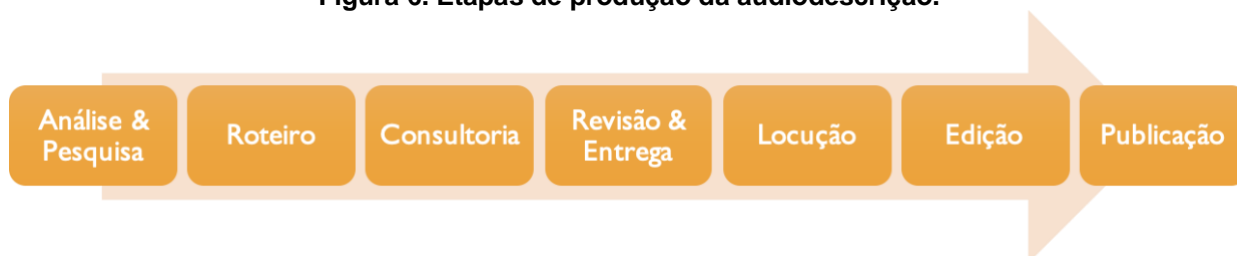 Figura 6. Etapas de produção da audiodescrição.
Análise &
Pesquisa
Roteiro
Consultoria
Revisão &
Entrega
Locução
Edição
Publicação